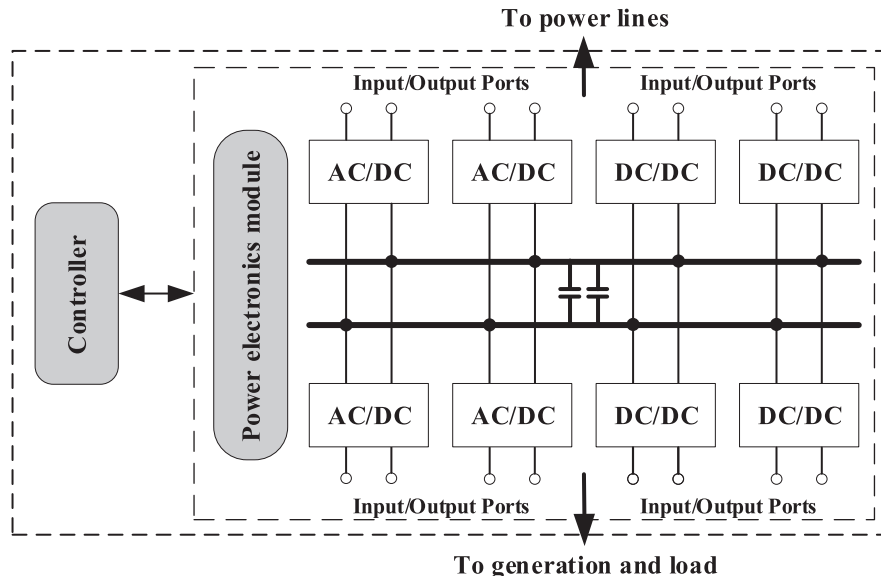 To power lines
Input/Output Ports
Input/Output Ports
AC/DC
AC/DC
DC/DC
DC/DC
Controller
Power electronics module
AC/DC
AC/DC
DC/DC
DC/DC
Input/Output Ports
Input/Output Ports
To generation and load